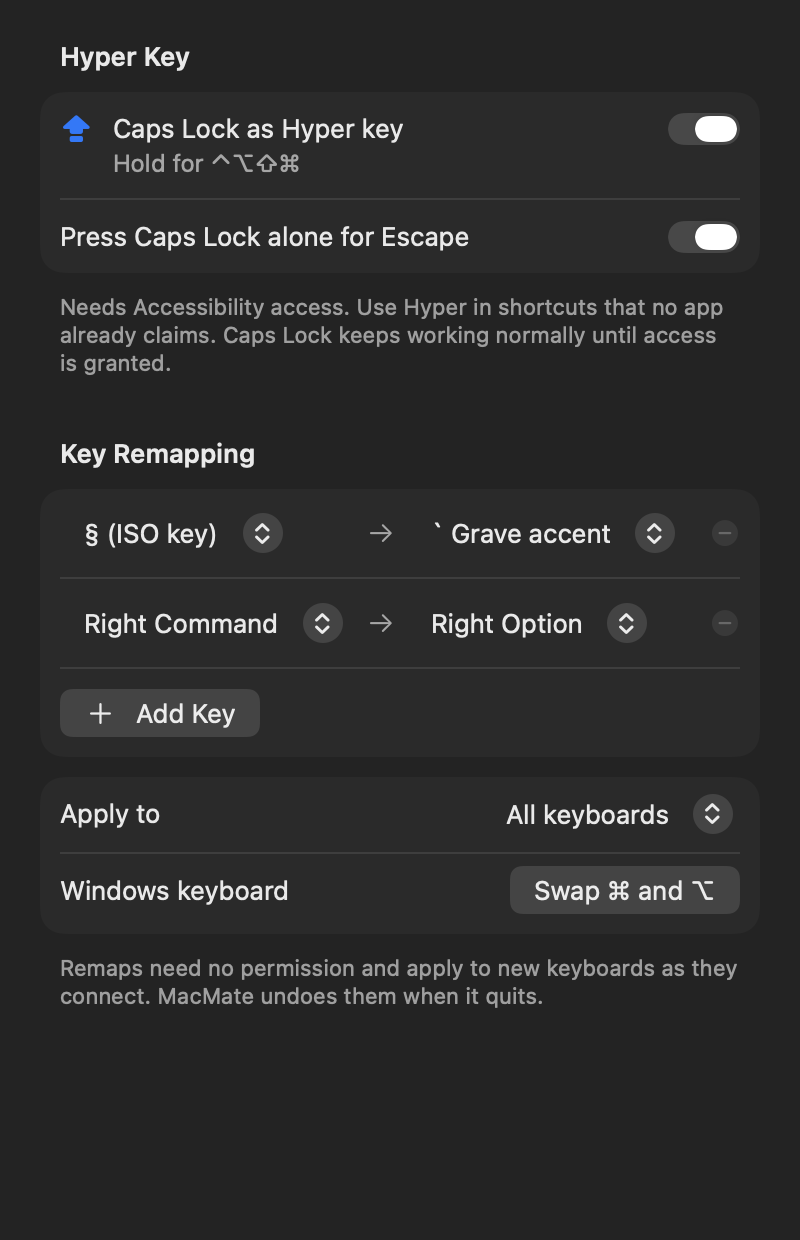 Hyper Key
Caps Lock as Hyper key
Hold for ⌃⌥⇧⌘
Press Caps Lock alone for Escape
Needs Accessibility access. Use Hyper in shortcuts that no app
already claims. Caps Lock keeps working normally until access
is granted.
Key Remapping
§ (ISO key) → ` Grave accent
Right Command → Right Option
+ Add Key
Apply to All keyboards
Windows keyboard Swap ⌘ and ⌥
Remaps need no permission and apply to new keyboards as they
connect. MacMate undoes them when it quits.